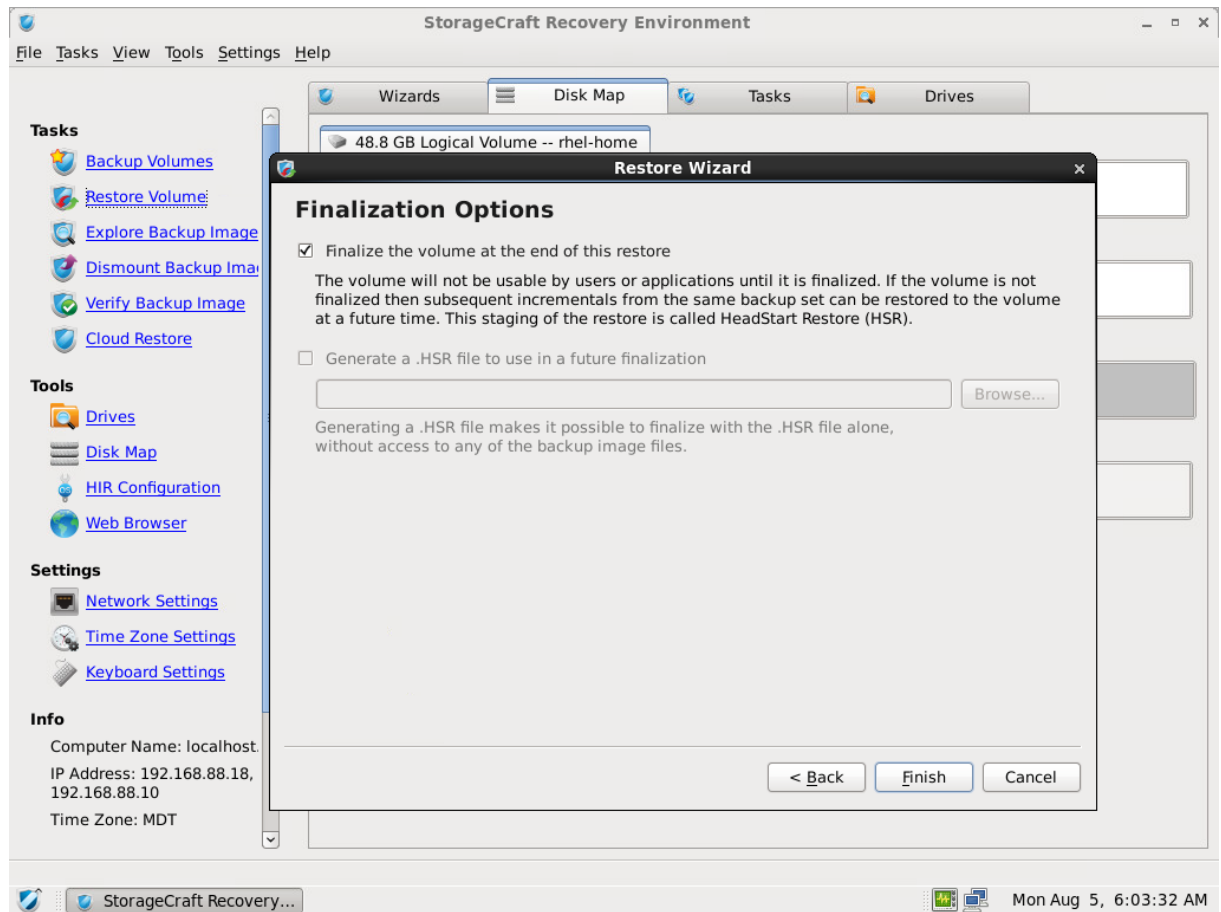 StorageCraft Recovery Environment
File Tasks View Tools Settings Help
Wizards Disk Map Tasks Drives
48.8 GB Logical Volume -- rhel-home
Tasks
Backup Volumes
Restore Volume
Explore Backup Image
Dismount Backup Ima
Verify Backup Image
Cloud Restore
Tools
Drives
Disk Map
HIR Configuration
Web Browser
Settings
Network Settings
Time Zone Settings
Keyboard Settings
Info
Computer Name: localhost.
IP Address: 192.168.88.18,
192.168.88.10
Time Zone: MDT
Restore Wizard
Finalization Options
Finalize the volume at the end of this restore
The volume will not be usable by users or applications until it is finalized. If the volume is not
finalized then subsequent incrementals from the same backup set can be restored to the volume
at a future time. This staging of the restore is called HeadStart Restore (HSR).
Generate a .HSR file to use in a future finalization
Browse...
Generating a .HSR file makes it possible to finalize with the .HSR file alone,
without access to any of the backup image files.
< Back Finish Cancel
StorageCraft Recovery...
Mon Aug 5, 6:03:32 AM